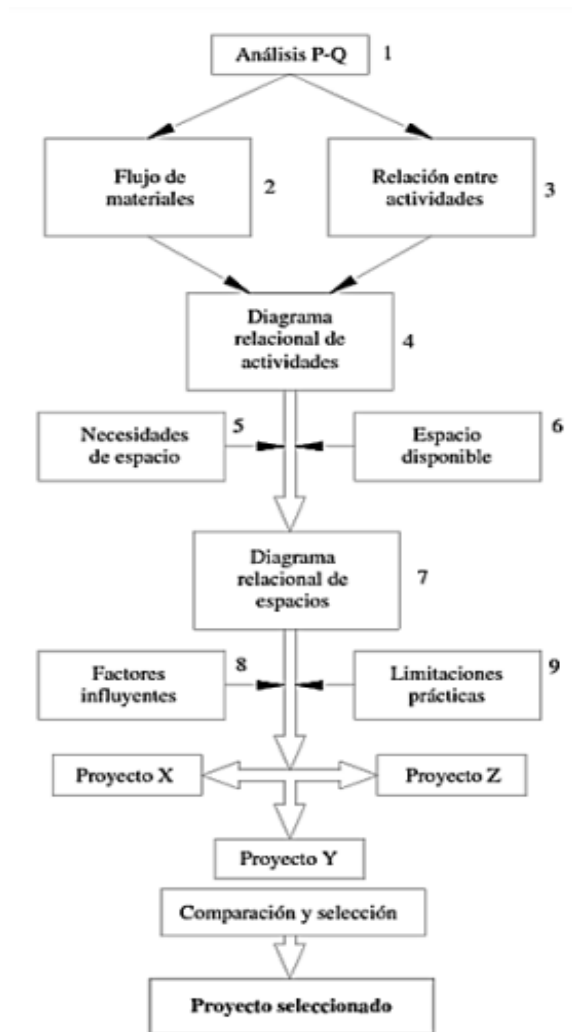 Análisis P-Q 1
Flujo de
materiales
2
Relación entre
actividades
3
Diagrama
relacional de
actividades
4
Necesidades
de espacio
5
Espacio
disponible
6
Diagrama
relacional de
espacios
7
Factores
influyentes
8
Limitaciones
prácticas
9
Proyecto X
Proyecto Z
Proyecto Y
Comparación y selección
Proyecto seleccionado